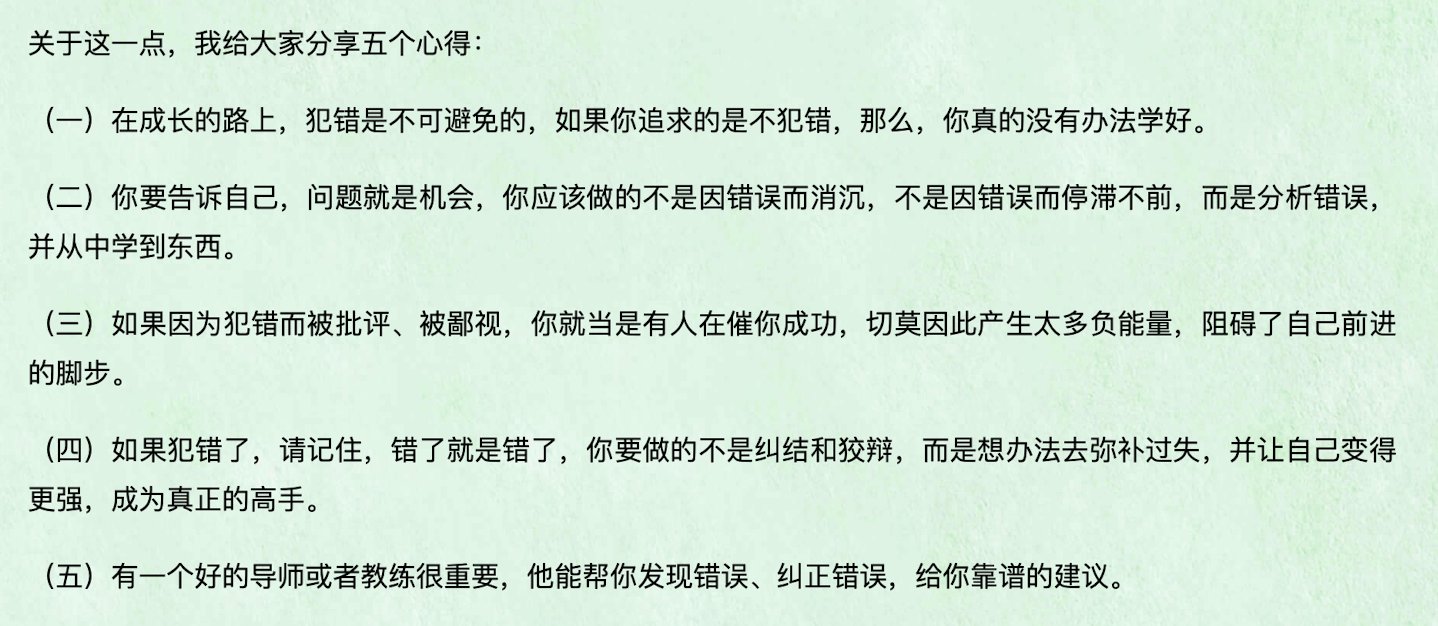 关于这一点，我给大家分享五个心得：
（一）在成长的路上，犯错是不可避免的，如果你追求的是不犯错，那么，你真的没有办法学好。
（二）你要告诉自己，问题就是机会，你应该做的不是因错误而消沉，不是因错误而停滞不前，而是分析错误，
并从中学到东西。
（三）如果因为犯错而被批评、被鄙视，你就当是有人在催你成功，切莫因此产生太多负能量，阻碍了自己前进
的脚步。
（四）如果犯错了，请记住，错了就是错了，你要做的不是纠结和狡辩，而是想办法去弥补过失，并让自己变得
更强，成为真正的高手。
（五）有一个好的导师或者教练很重要，他能帮你发现错误、纠正错误，给你靠谱的建议。